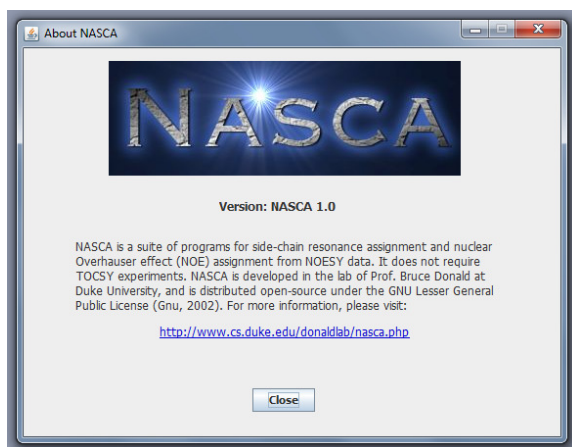 About NASCA
NASCA
Version: NASCA 1.0
NASCA is a suite of programs for side-chain resonance assignment and nuclear
Overhauser effect (NOE) assignment from NOESY data. It does not require
TOCSY experiments. NASCA is developed in the lab of Prof. Bruce Donald at
Duke University, and is distributed open-source under the GNU Lesser General
Public License (Gnu, 2002). For more information, please visit:
http://www.cs.duke.edu/donaldlab/nasca.php
Close